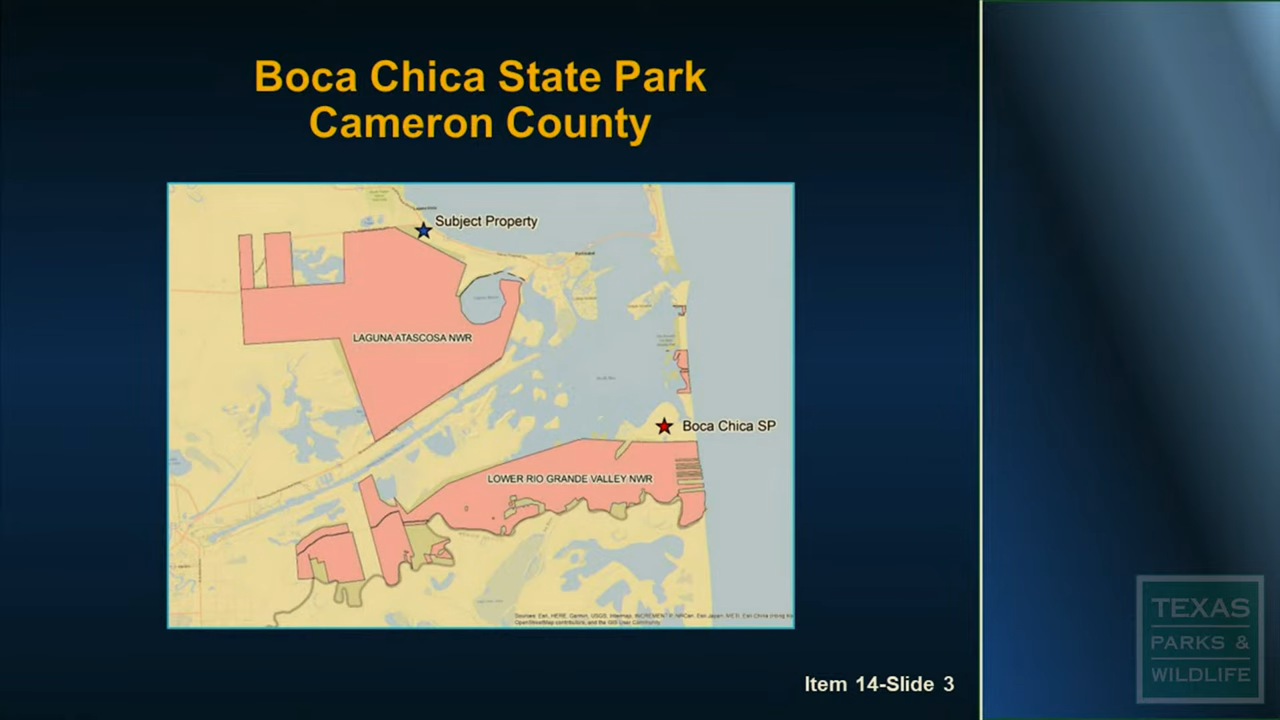 Boca Chica State Park
Cameron County
Subject Property
LAGUNA ATASCOSA NWR
Boca Chica SP
LOWER RIO GRANDE VALLEY NWR
Item 14-Slide 3
TEXAS
PARKS &
WILDLIFE